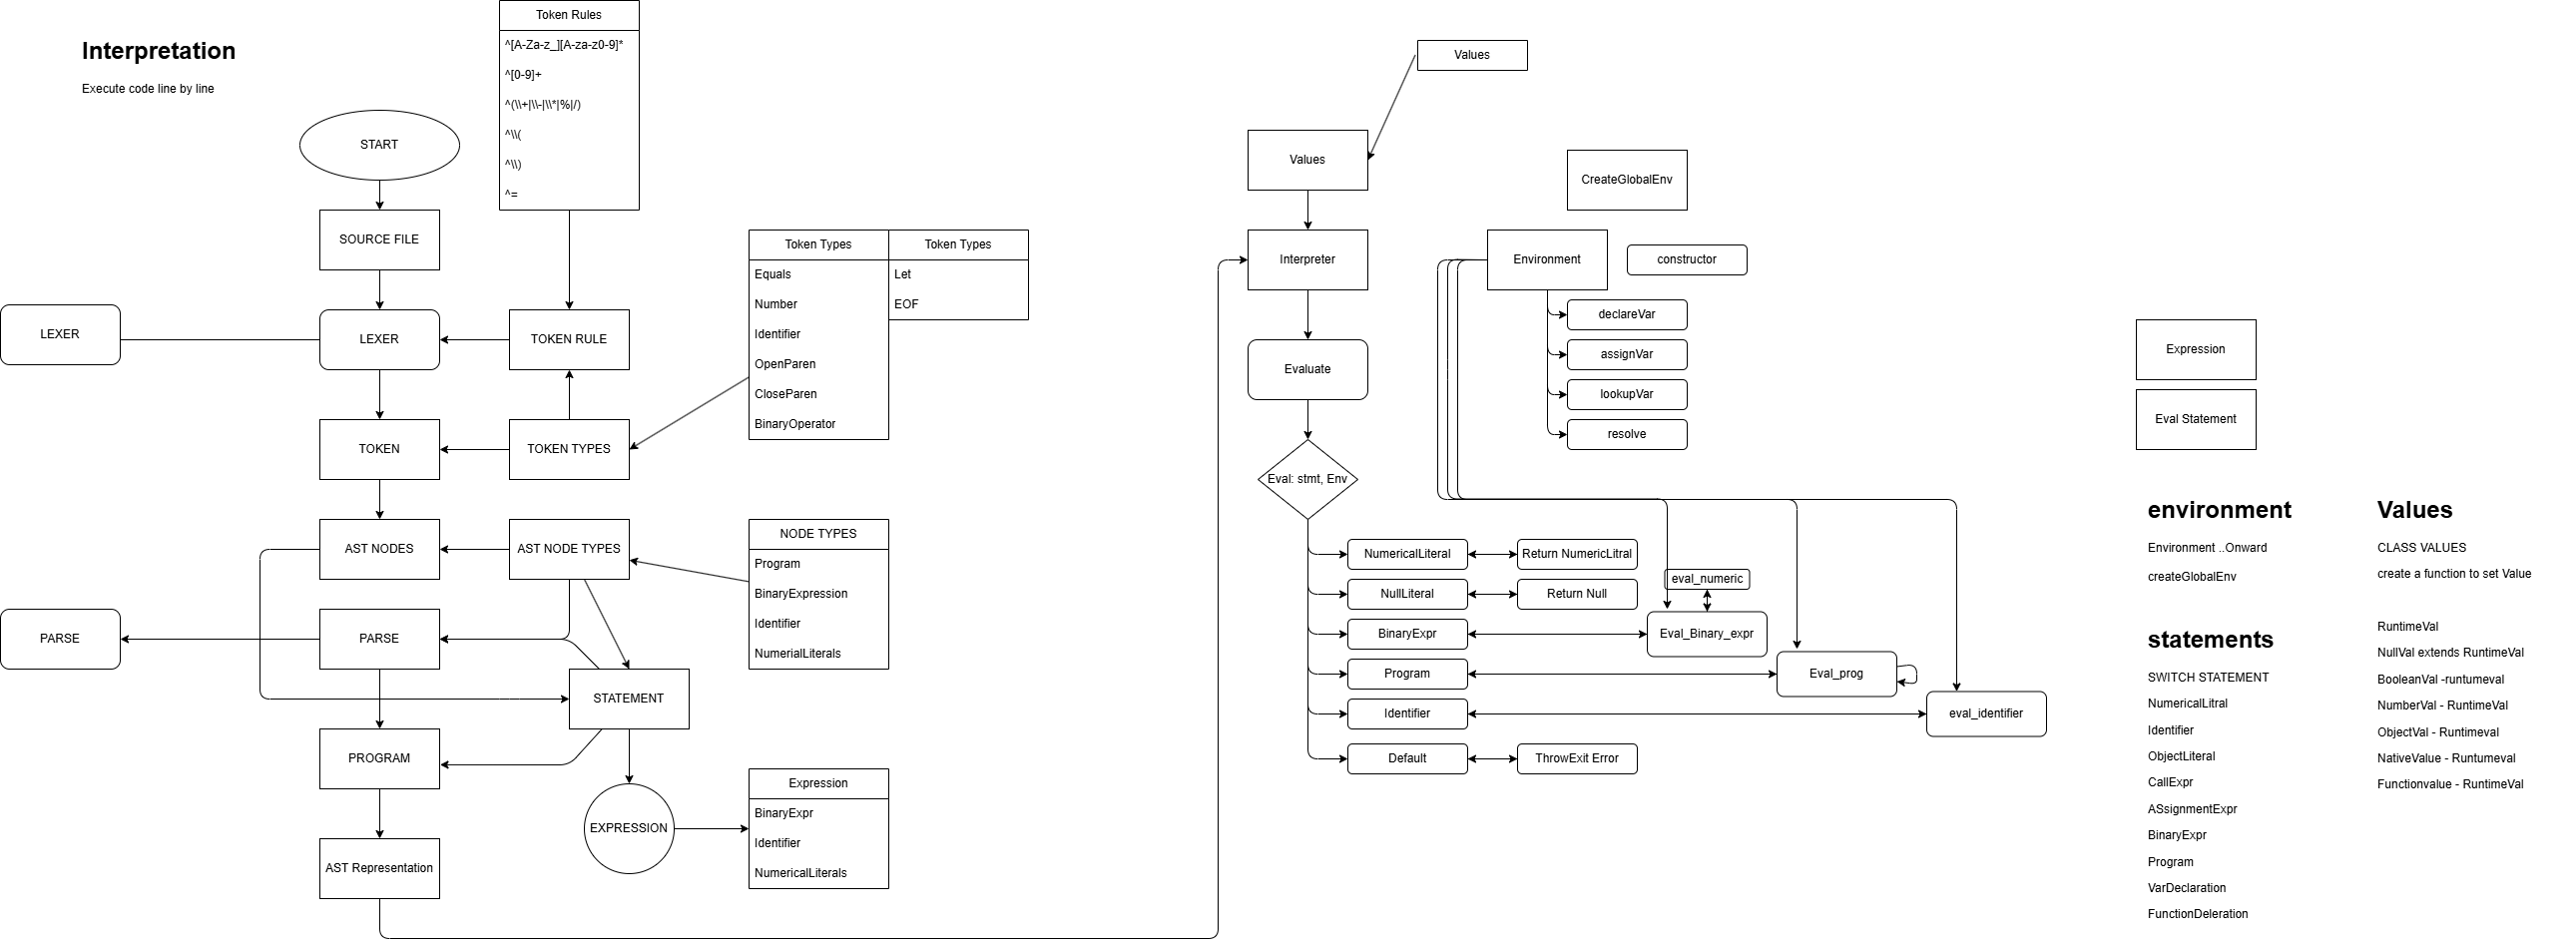 Interpretation
Execute code line by line
START
SOURCE FILE
LEXER
LEXER
TOKEN
AST NODES
PARSE
PARSE
PROGRAM
AST Representation
Token Rules
^[A-Za-z_][A-za-z0-9]*
^[0-9]+
^(\\+|\\-|\\*|%|/)
^\\(
^\\)
^=
TOKEN RULE
TOKEN TYPES
AST NODE TYPES
STATEMENT
EXPRESSION
Token Types
Equals
Number
Identifier
OpenParen
CloseParen
BinaryOperator
Token Types
Let
EOF
NODE TYPES
Program
BinaryExpression
Identifier
NumerialLiterals
Expression
BinaryExpr
Identifier
NumericalLiterals
Values
Values
Interpreter
Evaluate
Eval: stmt, Env
CreateGlobalEnv
Environment
constructor
declareVar
assignVar
lookupVar
resolve
NumericalLiteral
Return NumericLitral
NullLiteral
Return Null
BinaryExpr
eval_numeric
Eval_Binary_expr
Program
Eval_prog
Identifier
eval_identifier
Default
ThrowExit Error
Expression
Eval Statement
environment
Environment ..Onward
createGlobalEnv
statements
SWITCH STATEMENT
NumericalLitral
Identifier
ObjectLiteral
CallExpr
ASsignmentExpr
BinaryExpr
Program
VarDeclaration
FunctionDeleration
Values
CLASS VALUES
create a function to set Value
RuntimeVal
NullVal extends RuntimeVal
BooleanVal -runtumeval
NumberVal - RuntimeVal
ObjectVal - Runtimeval
NativeValue - Runtumeval
Functionvalue - RuntimeVal